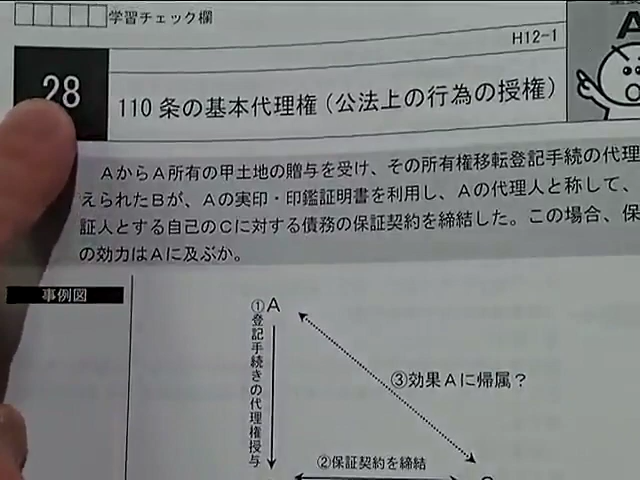 学習チェック欄
H12-1
A
28
110条の基本代理権（公法上の行為の授権）
AからA所有の甲土地の贈与を受け、その所有権移転登記手続の代理
えられたBが、Aの実印・印鑑証明書を利用し、Aの代理人と称して、
証人とする自己のCに対する債務の保証契約を締結した。この場合、保
の効力はAに及ぶか。
事例図
①A
登記手続きの代理権授与
③効果Aに帰属？
②保証契約を締結